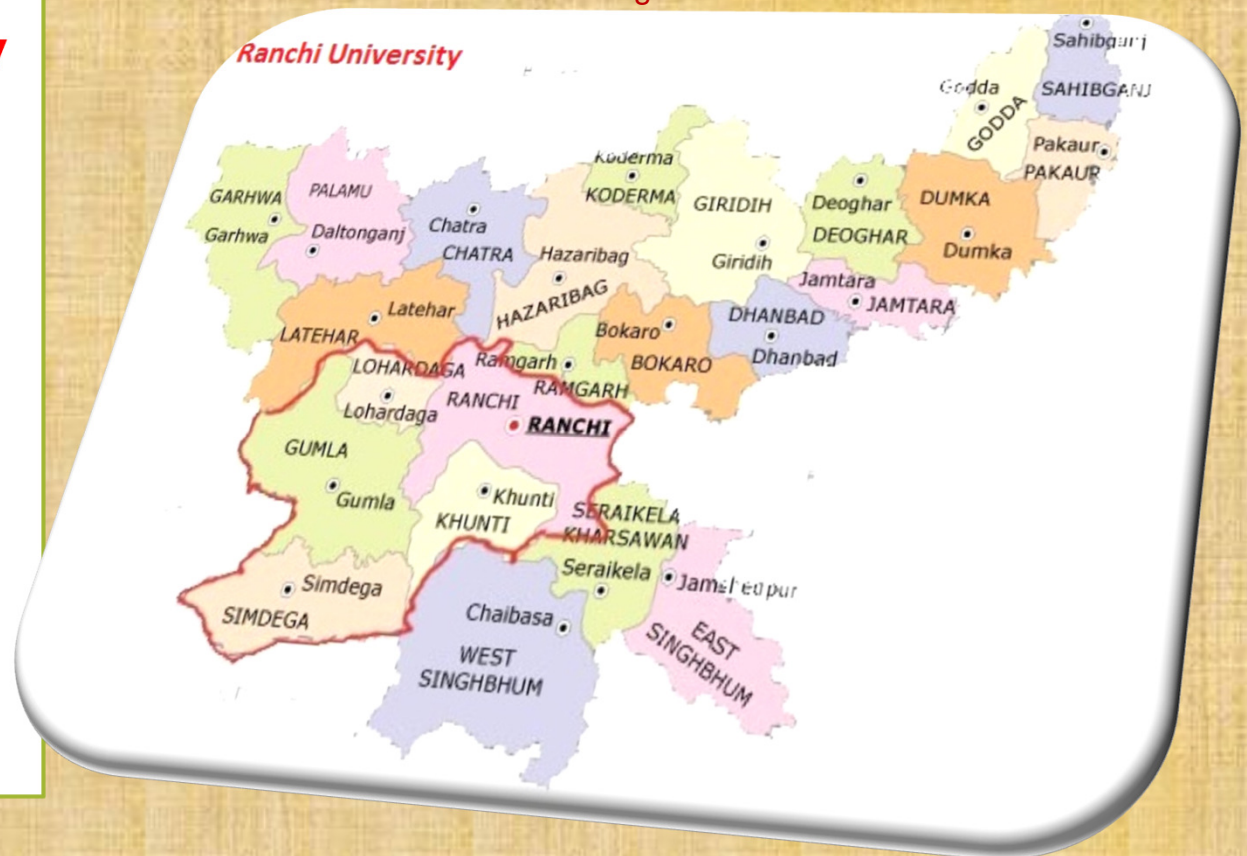 Ranchi University
Sahibganj
SAHIBGANJ
Godda
GODDA
Pakaur
PAKAUR
Koderma
KODERMA
GIRIDIH
Giridih
Deoghar
DEOGHAR
DUMKA
Dumka
GARHWA
Garhwa
PALAMU
Daltonganj
Chatra
CHATRA
Hazaribag
HAZARIBAG
Jamtara
JAMTARA
Latehar
LATEHAR
Bokaro
BOKARO
DHANBAD
Dhanbad
LOHARDAGA
Lohardaga
Ramgarh
RAMGARH
RANCHI
RANCHI
GUMLA
Gumla
Khunti
KHUNTI
SERAIKELA
KHARSAWAN
Seraikela
Jamshedpur
Simdega
SIMDEGA
Chaibasa
WEST
SINGHBHUM
EAST
SINGHBHUM